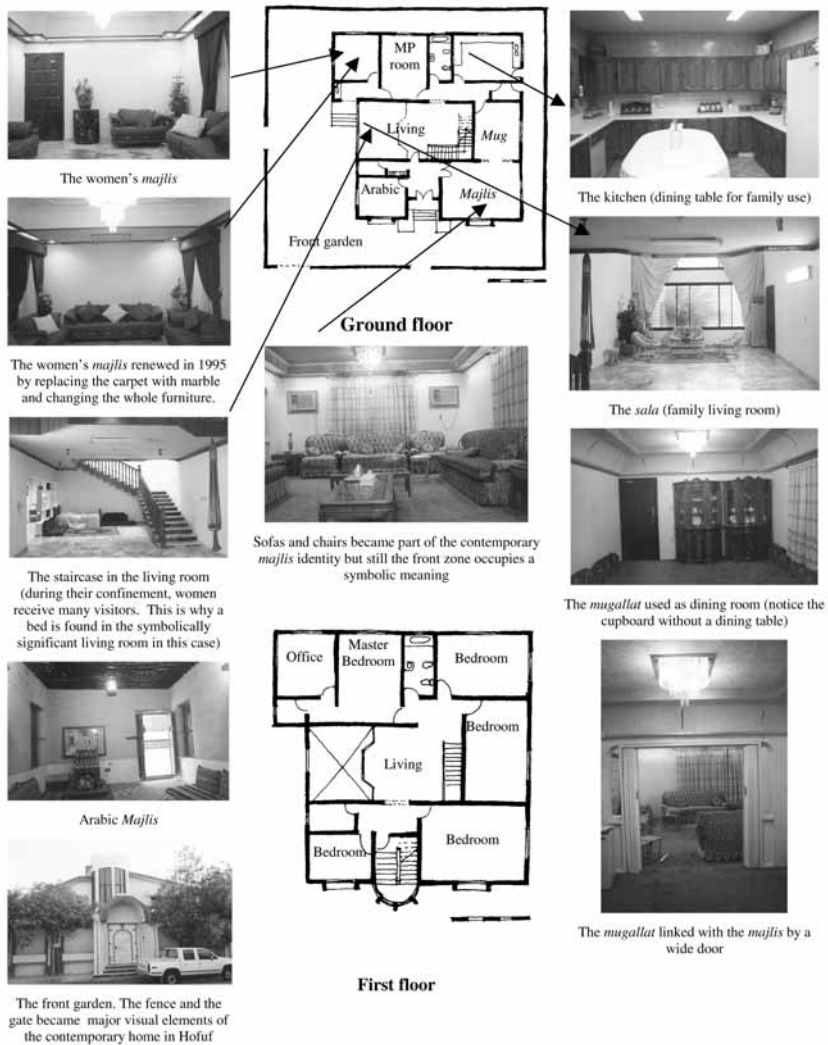 The women's majlis
The women's majlis renewed in 1995
by replacing the carpet with marble
and changing the whole furniture.
The staircase in the living room
(during their confinement, women
receive many visitors. This is why a
bed is found in the symbolically
significant living room in this case)
Arabic Majlis
The front garden. The fence and the
gate became major visual elements of
the contemporary home in Hofuf
MP
room
Living
Mug
Arabic
Majlis
Front garden
Ground floor
Sofas and chairs became part of the contemporary
majlis identity but still the front zone occupies a
symbolic meaning
Office
Master
Bedroom
Bedroom
Bedroom
Living
Bedroom
Bedroom
First floor
The kitchen (dining table for family use)
The sala (family living room)
The mugallat used as dining room (notice the
cupboard without a dining table)
The mugallat linked with the majlis by a
wide door